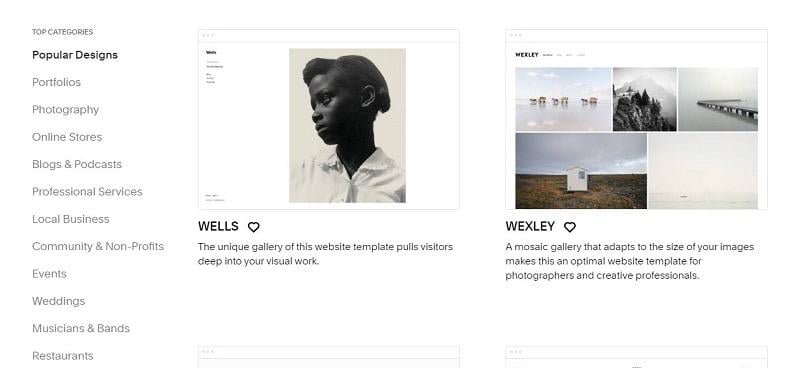 TOP CATEGORIES
Popular Designs
Portfolios
Photography
Online Stores
Blogs & Podcasts
Professional Services
Local Business
Community & Non-Profits
Events
Weddings
Musicians & Bands
Restaurants
Wells
WELLS
The unique gallery of this website template pulls visitors
deep into your visual work.
WEXLEY
WEXLEY
A mosaic gallery that adapts to the size of your images
makes this an optimal website template for
photographers and creative professionals.